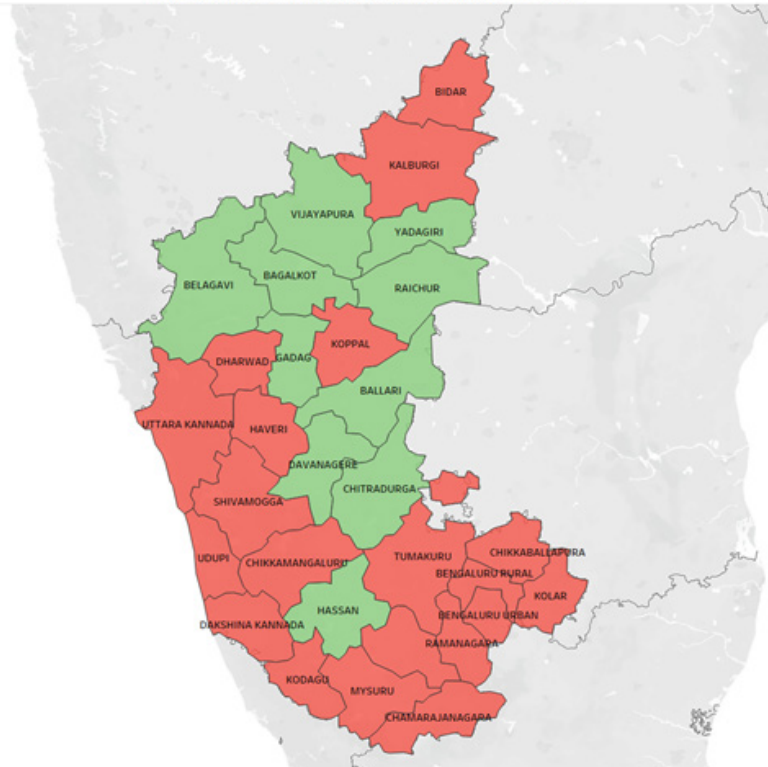 BIDAR
KALBURGI
VIJAYAPURA
YADAGIRI
BAGALKOT
BELAGAVI
RAICHUR
KOPPAL
DHARWAD
GADAG
BALLARI
UTTARA KANNADA
HAVERI
DAVANAGERE
CHITRADURGA
SHIVAMOGGA
CHIKKABALLAPURA
TUMAKURU
UDUPI
CHIKKAMANGALURU
BENGALURU RURAL
KOLAR
HASSAN
BENGALURU URBAN
DAKSHINA KANNADA
RAMANAGARA
KODAGU
MYSURU
CHAMARAJANAGARA